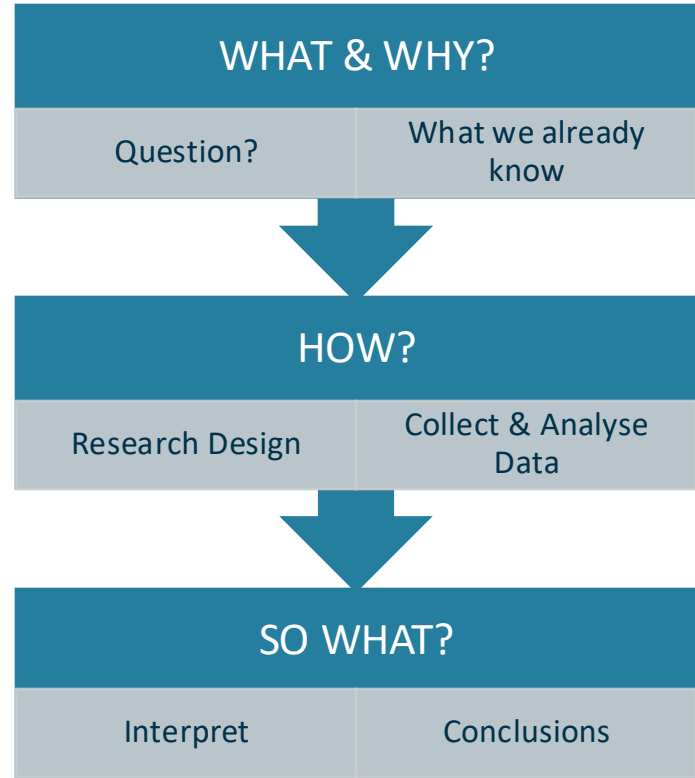 WHAT & WHY?
Question?
What we already
know
HOW?
Research Design
Collect & Analyse
Data
SO WHAT?
Interpret
Conclusions